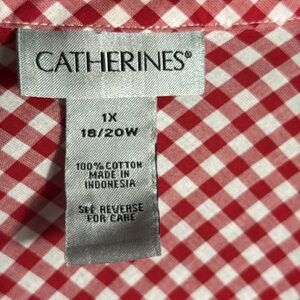 CATHERINES®
1X
18/20W
100% COTTON
MADE IN
INDONESIA
SEE REVERSE
FOR CARE